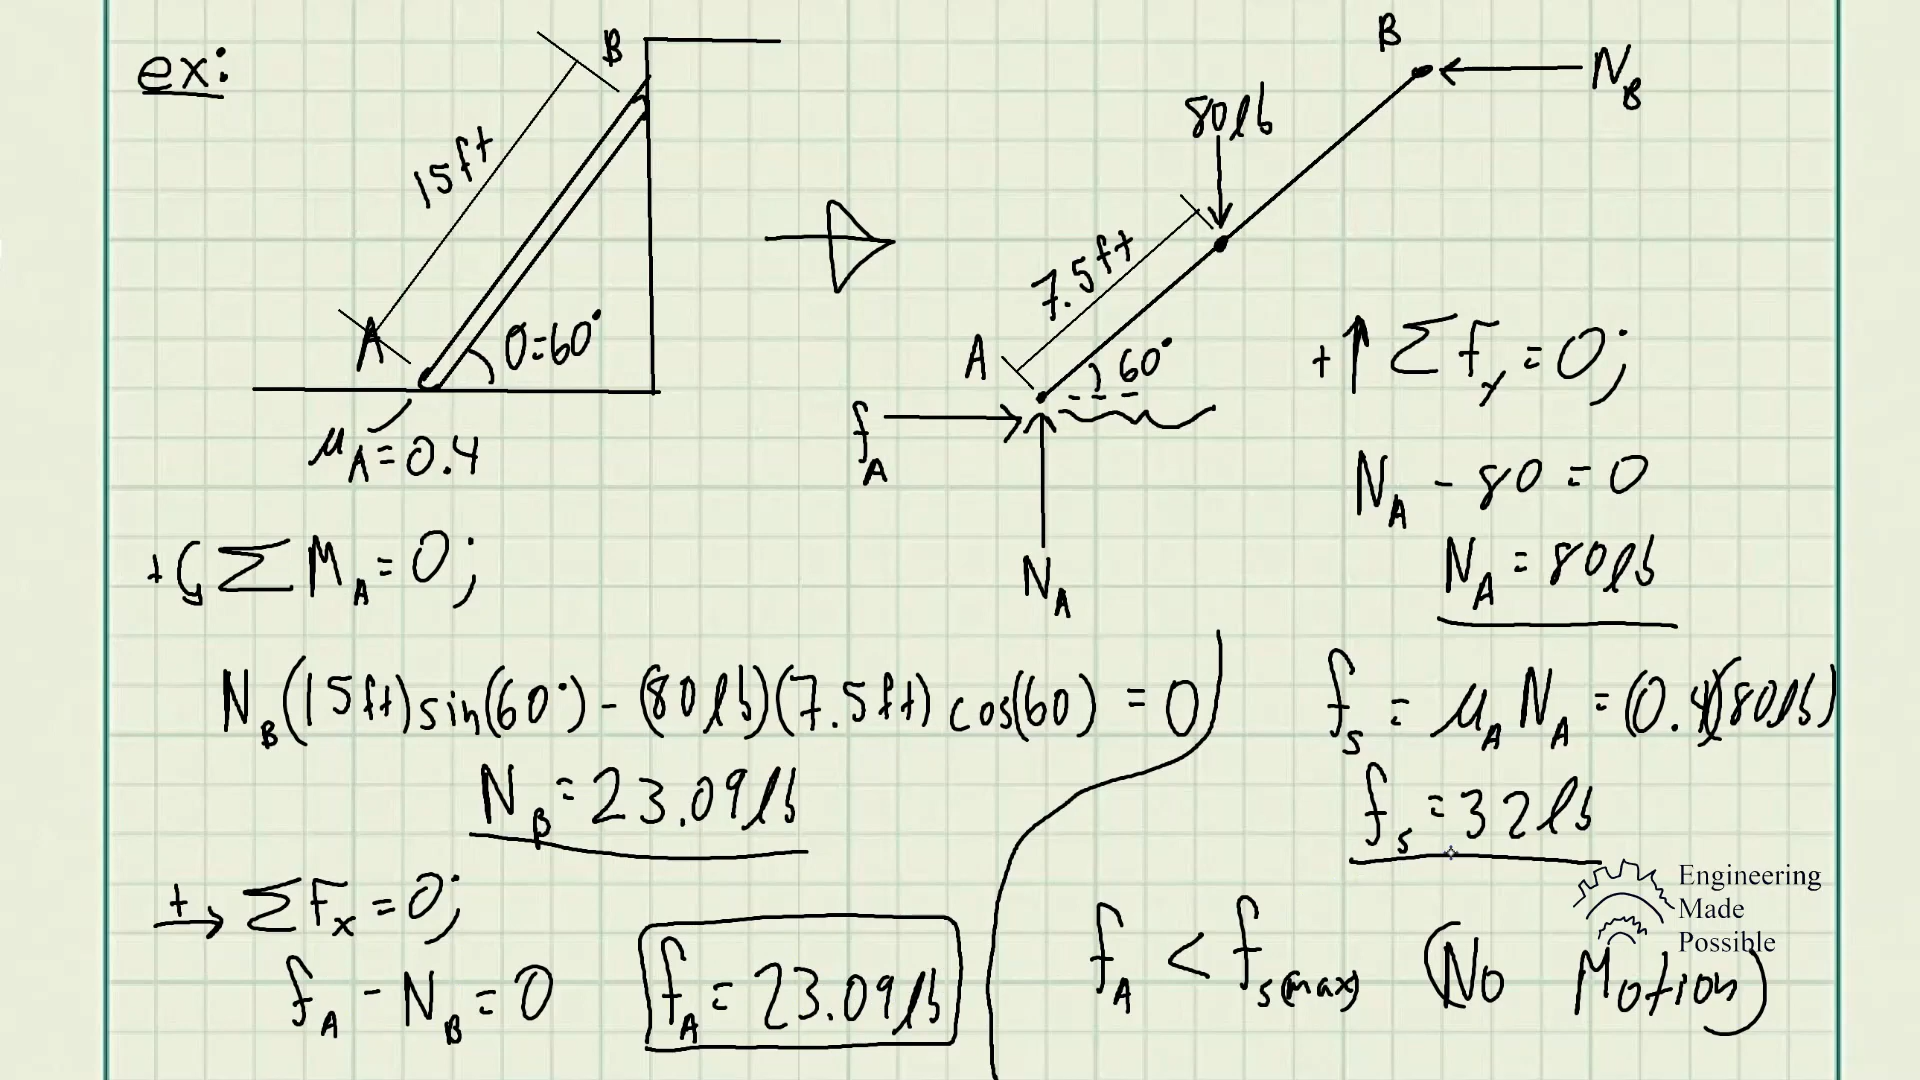 ex:
B
15ft
A
θ=60°
μA=0.4
B
NB
80lb
7.5ft
A
60°
fA
NA
+↑ΣFy=0;
NA - 80 = 0
NA = 80lb
+↺ΣMA=0;
NB(15ft)sin(60°) - (80lb)(7.5ft)cos(60) = 0
NB = 23.09lb
+→ ΣFx=0;
fA - NB = 0
fA = 23.09lb
fs = μA NA = (0.4)(80lb)
fs = 32lb
fA < fs(max) (No Motion)
Engineering
Made
Possible